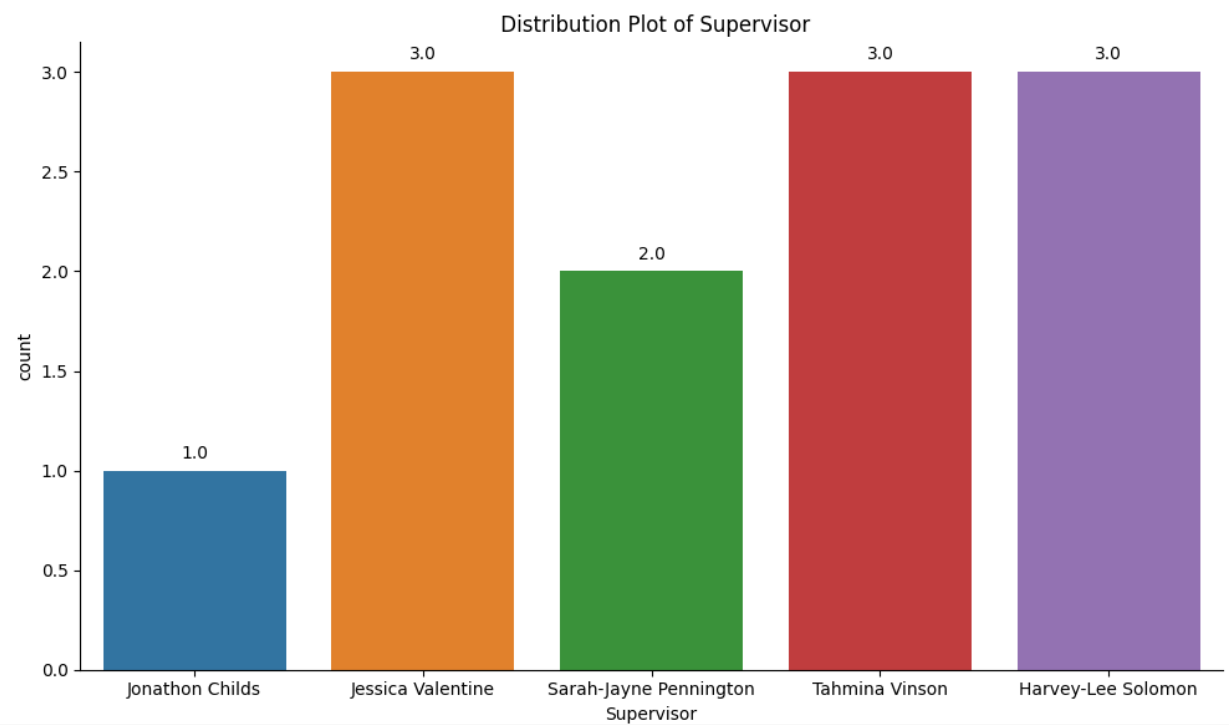 Distribution Plot of Supervisor
3.0 3.0 3.0
3.0
2.5
2.0
2.0
count
1.5
1.0
1.0
0.5
0.0
Jonathon Childs Jessica Valentine Sarah-Jayne Pennington Tahmina Vinson Harvey-Lee Solomon
Supervisor